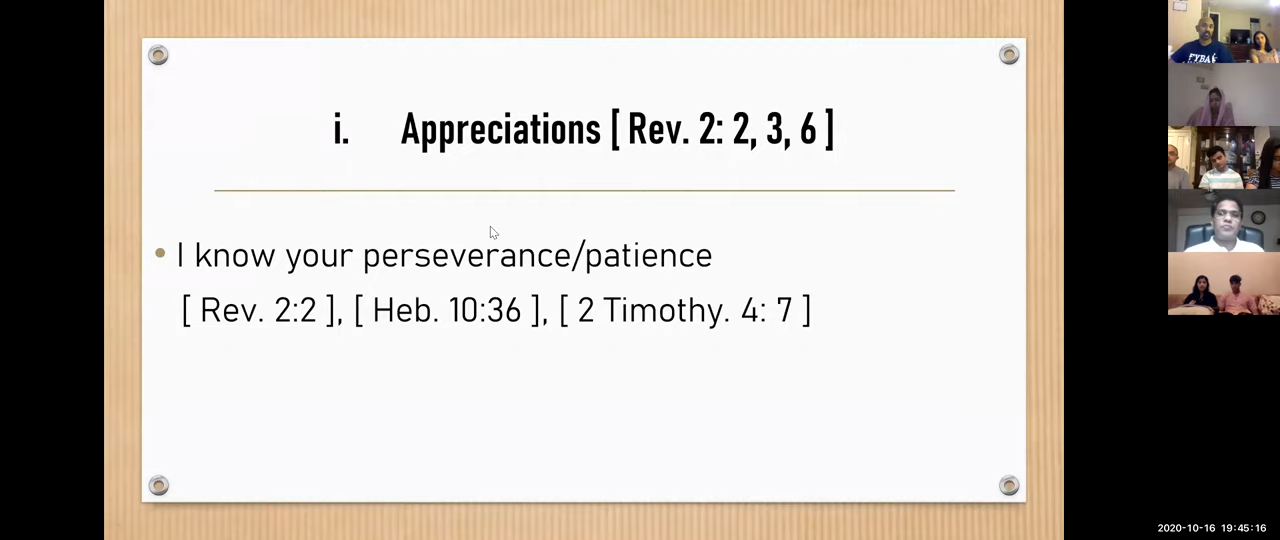 i. Appreciations [ Rev. 2: 2, 3, 6 ]
• I know your perseverance/patience
[ Rev. 2:2 ], [ Heb. 10:36 ], [ 2 Timothy. 4: 7 ]
FYBA
2020-10-16 19:45:16